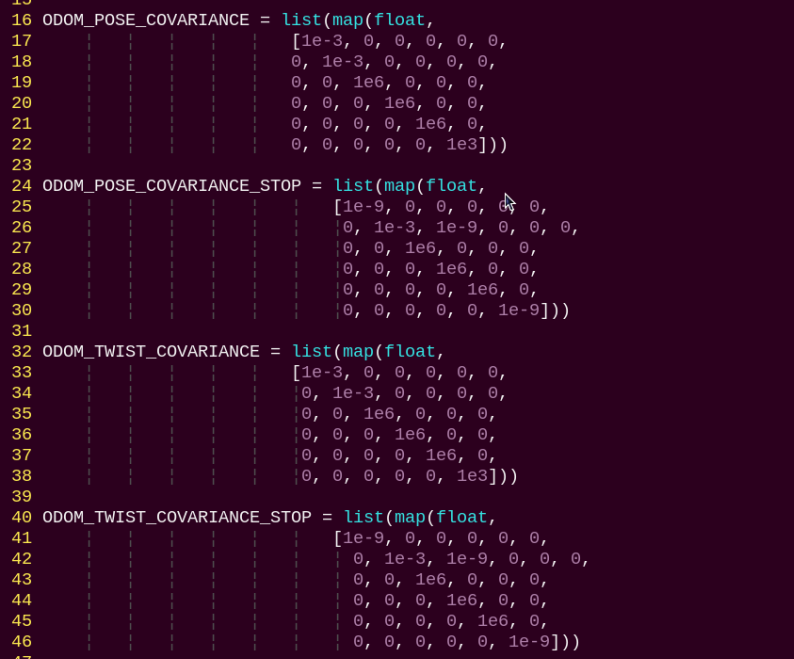 16 ODOM_POSE_COVARIANCE = list(map(float,
17 [1e-3, 0, 0, 0, 0, 0,
18 0, 1e-3, 0, 0, 0, 0,
19 0, 0, 1e6, 0, 0, 0,
20 0, 0, 0, 1e6, 0, 0,
21 0, 0, 0, 0, 1e6, 0,
22 0, 0, 0, 0, 0, 1e3]))
23
24 ODOM_POSE_COVARIANCE_STOP = list(map(float,
25 [1e-9, 0, 0, 0, 0, 0,
26 0, 1e-3, 1e-9, 0, 0, 0,
27 0, 0, 1e6, 0, 0, 0,
28 0, 0, 0, 1e6, 0, 0,
29 0, 0, 0, 0, 1e6, 0,
30 0, 0, 0, 0, 0, 1e-9]))
31
32 ODOM_TWIST_COVARIANCE = list(map(float,
33 [1e-3, 0, 0, 0, 0, 0,
34 0, 1e-3, 0, 0, 0, 0,
35 0, 0, 1e6, 0, 0, 0,
36 0, 0, 0, 1e6, 0, 0,
37 0, 0, 0, 0, 1e6, 0,
38 0, 0, 0, 0, 0, 1e3]))
39
40 ODOM_TWIST_COVARIANCE_STOP = list(map(float,
41 [1e-9, 0, 0, 0, 0, 0,
42 0, 1e-3, 1e-9, 0, 0, 0,
43 0, 0, 1e6, 0, 0, 0,
44 0, 0, 0, 1e6, 0, 0,
45 0, 0, 0, 0, 1e6, 0,
46 0, 0, 0, 0, 0, 1e-9]))